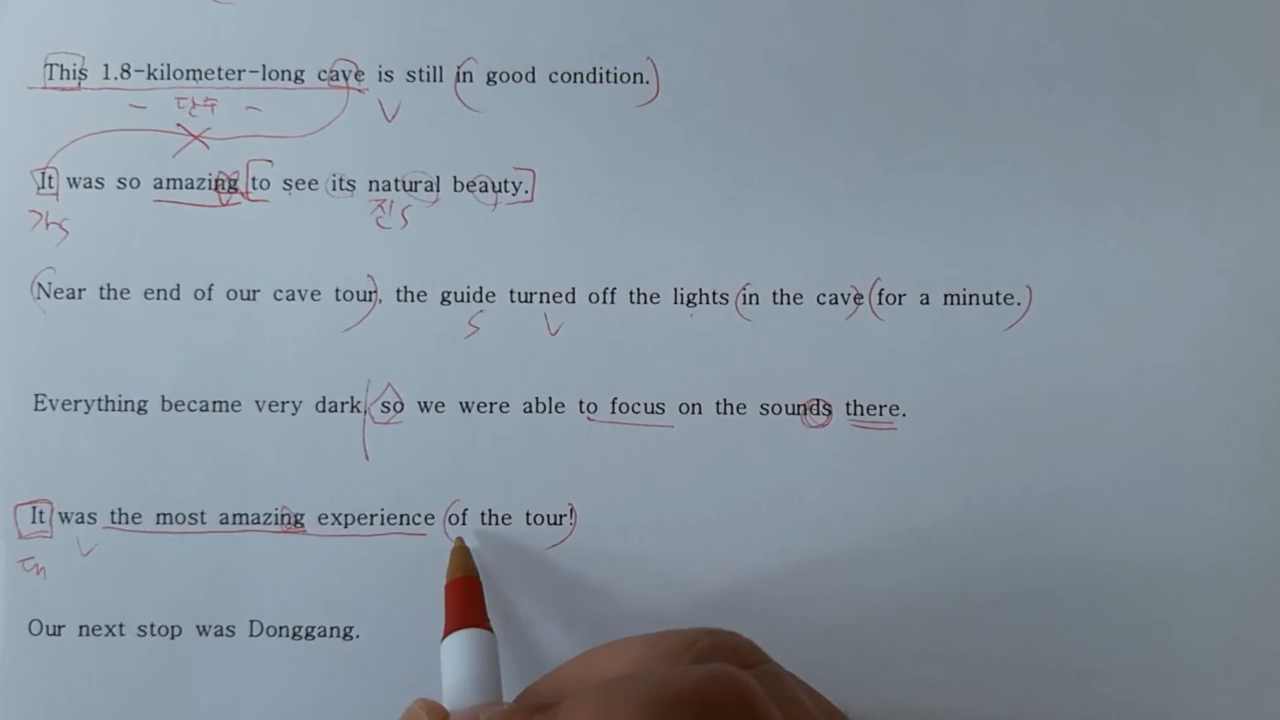 This 1.8-kilometer-long cave is still in good condition.
- 단수 - V
It was so amazing to see its natural beauty.
가S 진S
Near the end of our cave tour, the guide turned off the lights in the cave for a minute.
S V
Everything became very dark, so we were able to focus on the sounds there.
It was the most amazing experience of the tour!
V
Our next stop was Donggang.